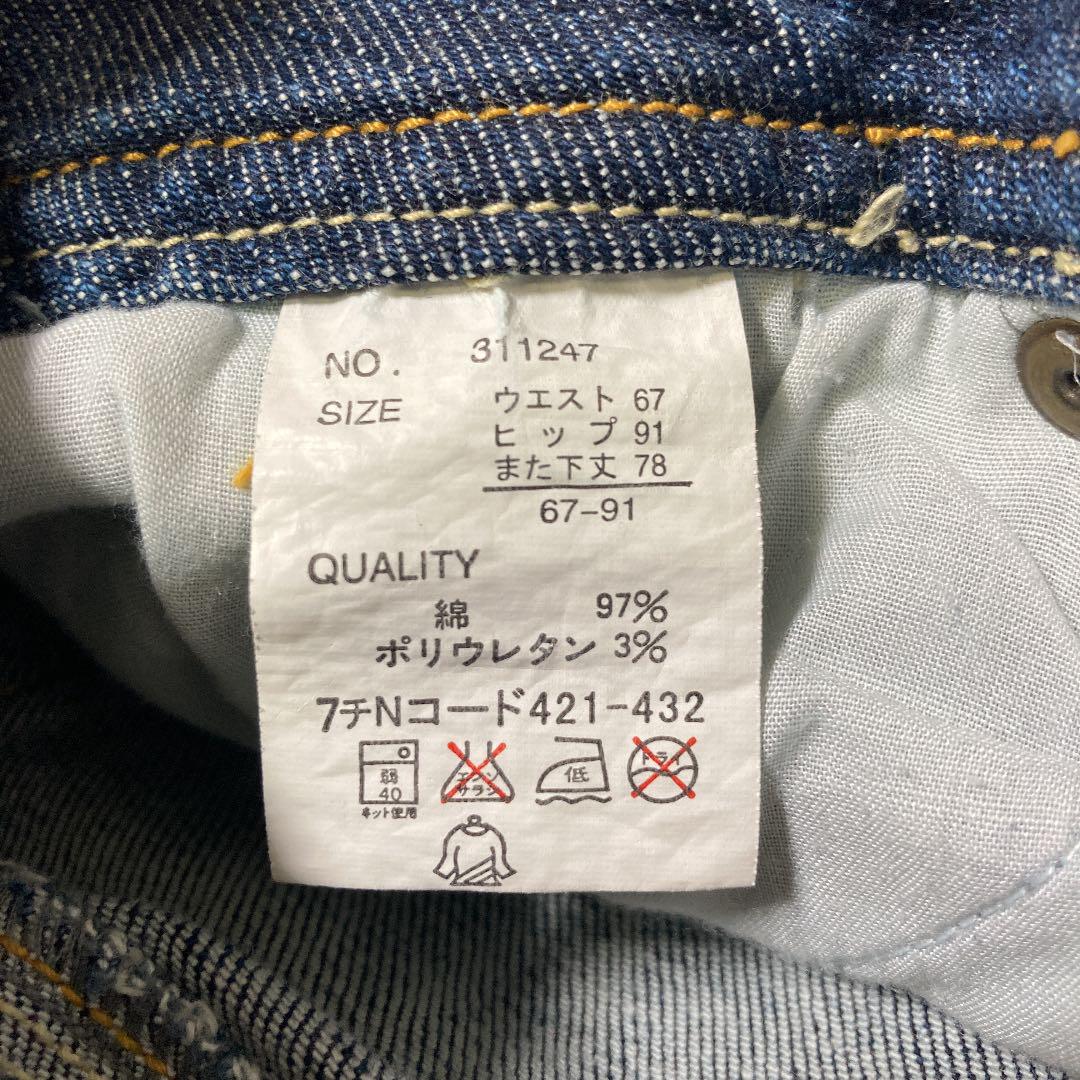 NO. 311247
SIZE ウエスト 67
ヒップ 91
また下丈 78
67-91
QUALITY
綿 97%
ポリウレタン 3%
7チNコード421-432
弱 エンソ 低 ドライ
40 サラシ
ネット使用